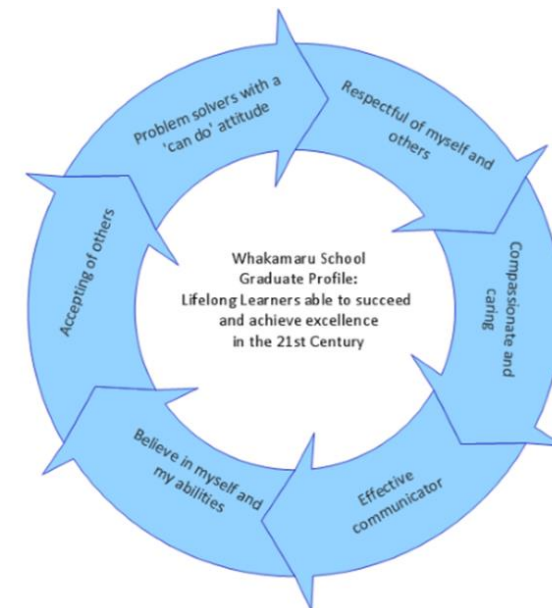 Problem solvers with a
'can do' attitude
Respectful of myself and
others
Compassionate and
caring
Effective
communicator
Believe in myself and
my abilities
Accepting of others
Whakamaru School
Graduate Profile:
Lifelong Learners able to succeed
and achieve excellence
in the 21st Century